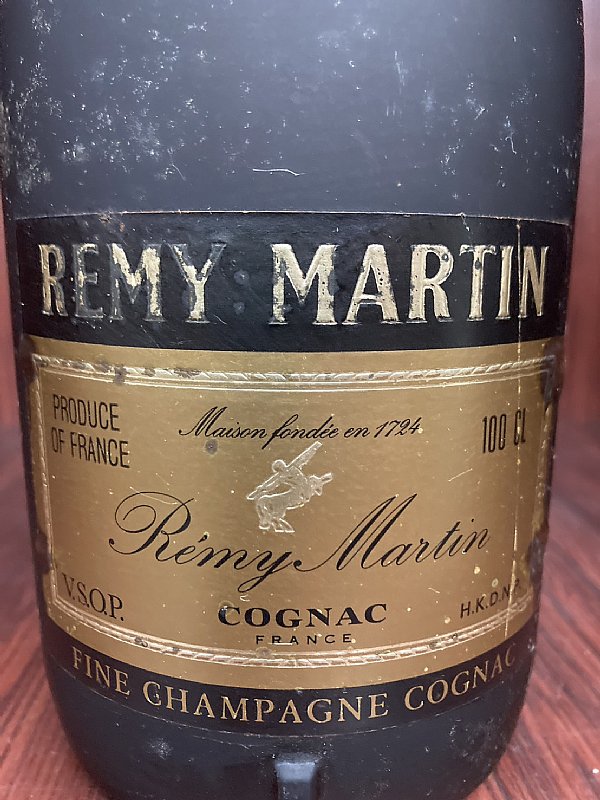 REMY MARTIN
PRODUCE
OF FRANCE
Maison fondée en 1724
100 CL
Rémy Martin
V.S.O.P.
COGNAC
FRANCE
H.K.D.N.P.
FINE CHAMPAGNE COGNAC